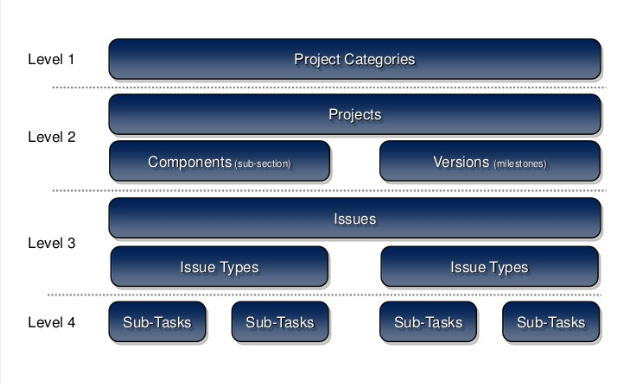 Level 1
Project Categories
Level 2
Projects
Components (sub-section)
Versions (milestones)
Level 3
Issues
Issue Types
Issue Types
Level 4
Sub-Tasks
Sub-Tasks
Sub-Tasks
Sub-Tasks